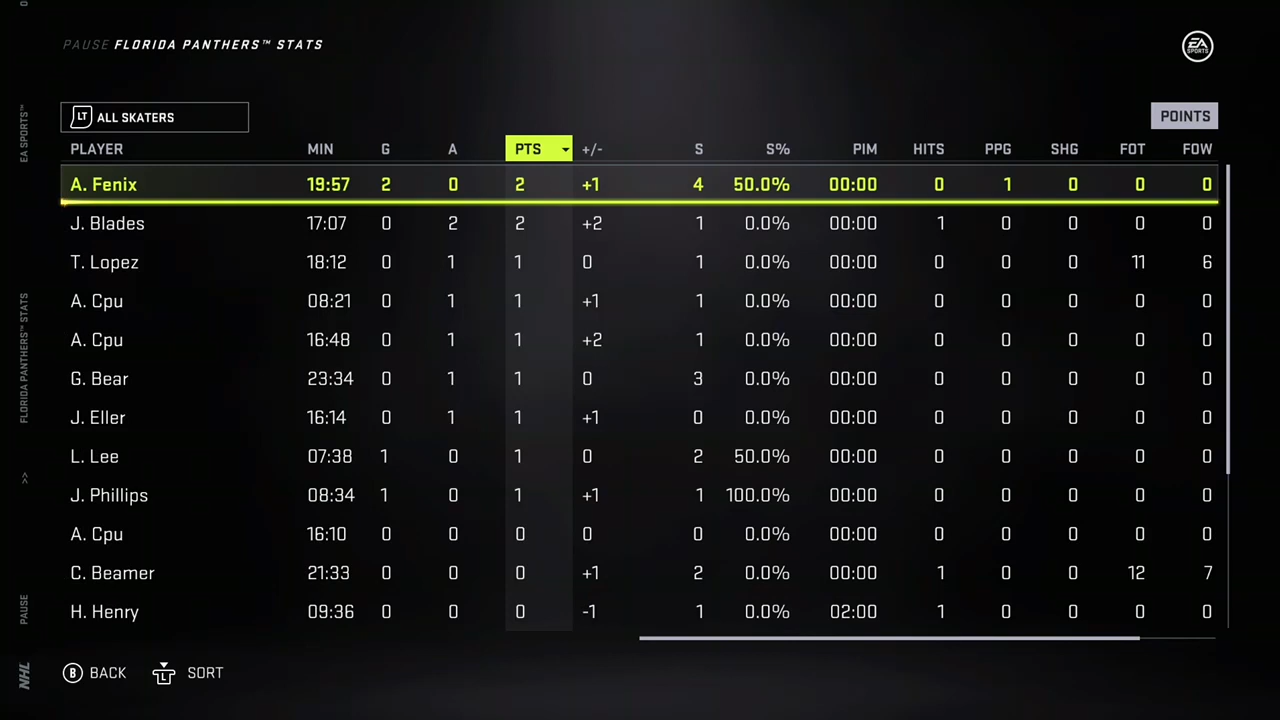 PAUSE FLORIDA PANTHERS™ STATS
EA SPORTS
LT ALL SKATERS
POINTS
PLAYER MIN G A PTS +/- S S% PIM HITS PPG SHG FOT FOW
A. Fenix 19:57 2 0 2 +1 4 50.0% 00:00 0 1 0 0 0
J. Blades 17:07 0 2 2 +2 1 0.0% 00:00 1 0 0 0 0
T. Lopez 18:12 0 1 1 0 1 0.0% 00:00 0 0 0 11 6
A. Cpu 08:21 0 1 1 +1 1 0.0% 00:00 0 0 0 0 0
A. Cpu 16:48 0 1 1 +2 1 0.0% 00:00 0 0 0 0 0
G. Bear 23:34 0 1 1 0 3 0.0% 00:00 0 0 0 0 0
J. Eller 16:14 0 1 1 +1 0 0.0% 00:00 0 0 0 0 0
L. Lee 07:38 1 0 1 0 2 50.0% 00:00 0 0 0 0 0
J. Phillips 08:34 1 0 1 +1 1 100.0% 00:00 0 0 0 0 0
A. Cpu 16:10 0 0 0 0 0 0.0% 00:00 0 0 0 0 0
C. Beamer 21:33 0 0 0 +1 2 0.0% 00:00 1 0 0 12 7
H. Henry 09:36 0 0 0 -1 1 0.0% 02:00 1 0 0 0 0
B BACK L SORT
NHL PAUSE >> FLORIDA PANTHERS™ STATS EA SPORTS™